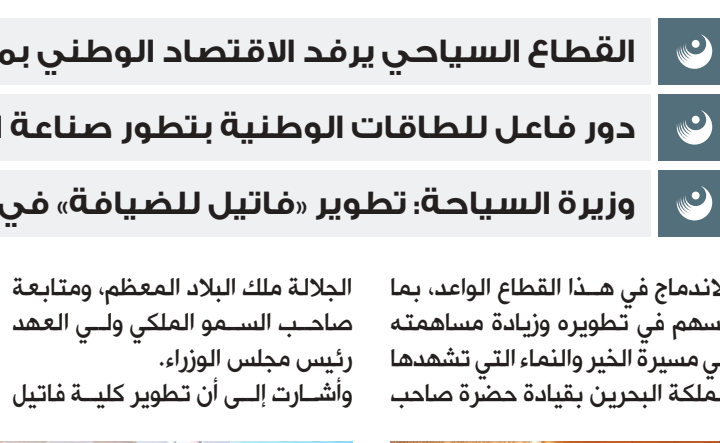 القطاع السياحي يرفد الاقتصاد الوطني
دور فاعل للطاقات الوطنية بتطور صناعة
وزيرة السياحة: تطوير «فاتيل للضيافة» في
الاندماج في هـذا القطاع الواعد، بما
يسهم في تطويره وزيادة مساهمته
في مسيرة الخير والنماء التي تشهدها
مملكة البحرين بقيادة حضرة صاحب
الجلالة ملك البلاد المعظم، ومتابعة
صاحـب السـمو الملكي ولـي العهد
رئيس مجلس الوزراء.
وأشـارت إلـى أن تطوير كليـة فاتيل